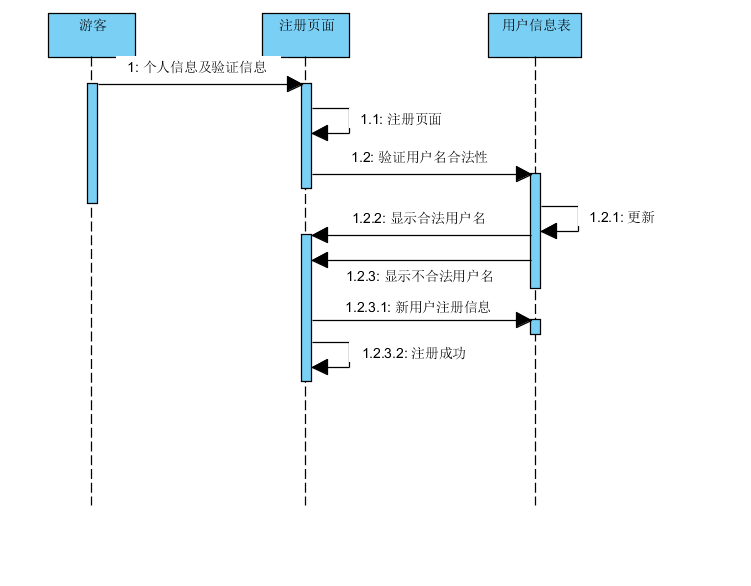 游客
注册页面
用户信息表
1: 个人信息及验证信息
1.1: 注册页面
1.2: 验证用户名合法性
1.2.2: 显示合法用户名
1.2.1: 更新
1.2.3: 显示不合法用户名
1.2.3.1: 新用户注册信息
1.2.3.2: 注册成功